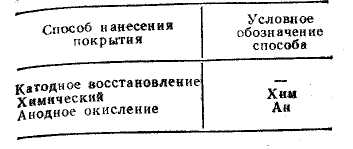 Способ нанесения покрытия
Условное обозначение способа
Катодное восстановление —
Химический Хим
Анодное окисление Ан